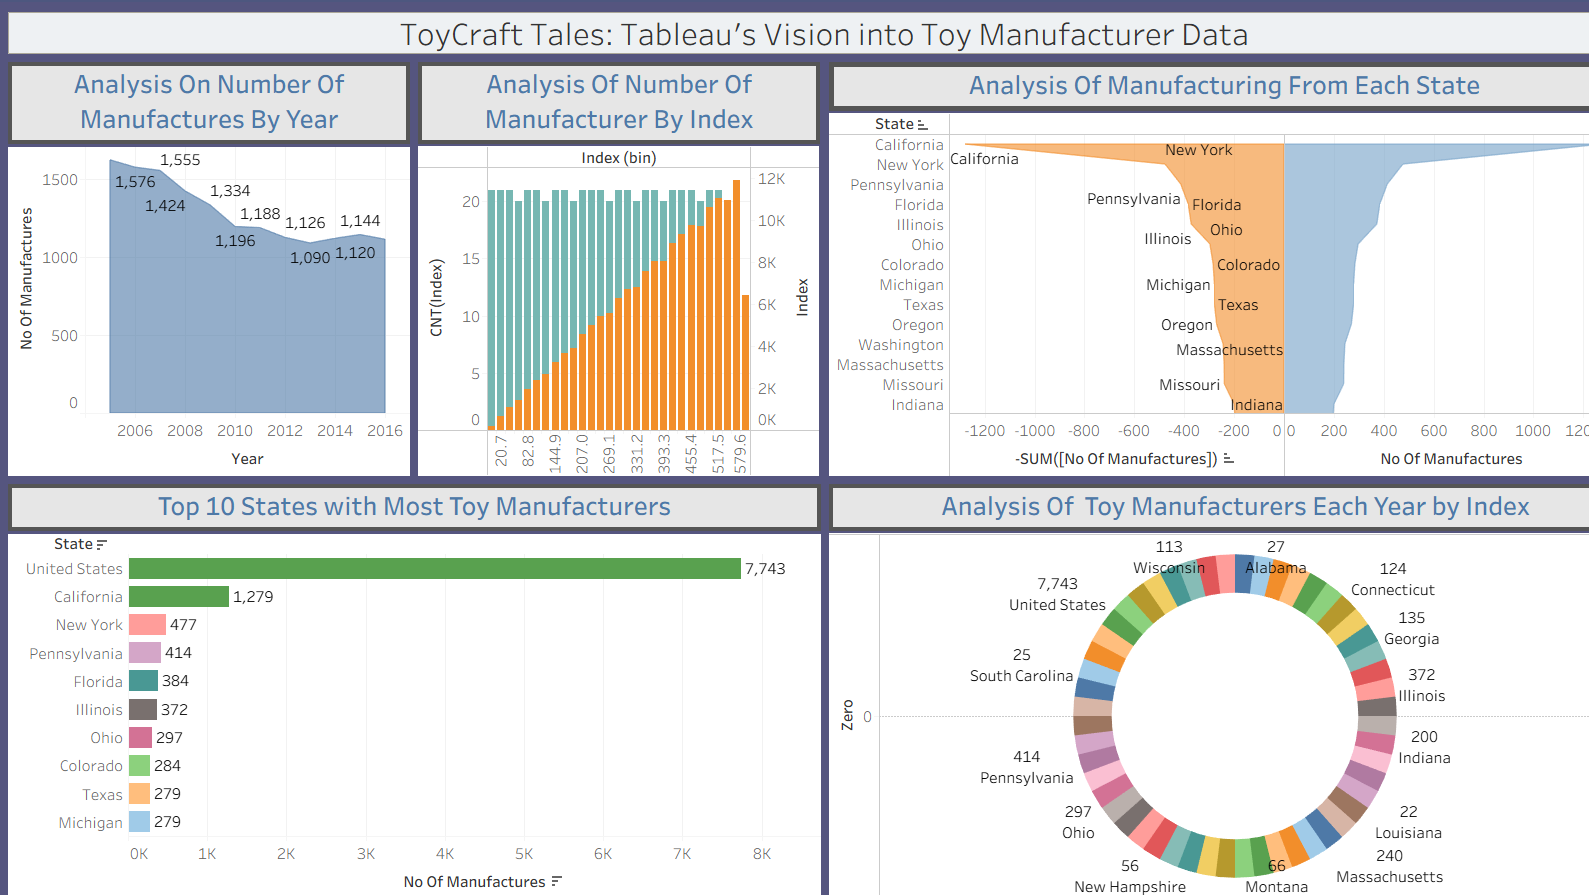 ToyCraft Tales: Tableau's Vision into Toy Manufacturer Data
Analysis On Number Of
Manufactures By Year
No Of Manufactures
1500
1000
500
0
1,576
1,555
1,424
1,334
1,196
1,188
1,126
1,090
1,144
1,120
2006 2008 2010 2012 2014 2016
Year
Analysis Of Number Of
Manufacturer By Index
Index (bin)
CNT(Index)
20
15
10
5
0
12K
10K
8K
6K
4K
2K
0K
Index
20.7 82.8 144.9 207.0 269.1 331.2 393.3 455.4 517.5 579.6
Analysis Of Manufacturing From Each State
State
California
New York
Pennsylvania
Florida
Illinois
Ohio
Colorado
Michigan
Texas
Oregon
Washington
Massachusetts
Missouri
Indiana
New York
California
Pennsylvania
Florida
Ohio
Illinois
Colorado
Michigan
Texas
Oregon
Massachusetts
Missouri
Indiana
-1200 -1000 -800 -600 -400 -200 0
0 200 400 600 800 1000 120
-SUM([No Of Manufactures])
No Of Manufactures
Top 10 States with Most Toy Manufacturers
State
United States 7,743
California 1,279
New York 477
Pennsylvania 414
Florida 384
Illinois 372
Ohio 297
Colorado 284
Texas 279
Michigan 279
0K 1K 2K 3K 4K 5K 6K 7K 8K
No Of Manufactures
Analysis Of Toy Manufacturers Each Year by Index
Zero
0
113
Wisconsin
27
Alabama
124
Connecticut
135
Georgia
372
Illinois
200
Indiana
22
Louisiana
240
Massachusetts
66
Montana
56
New Hampshire
297
Ohio
414
Pennsylvania
25
South Carolina
7,743
United States